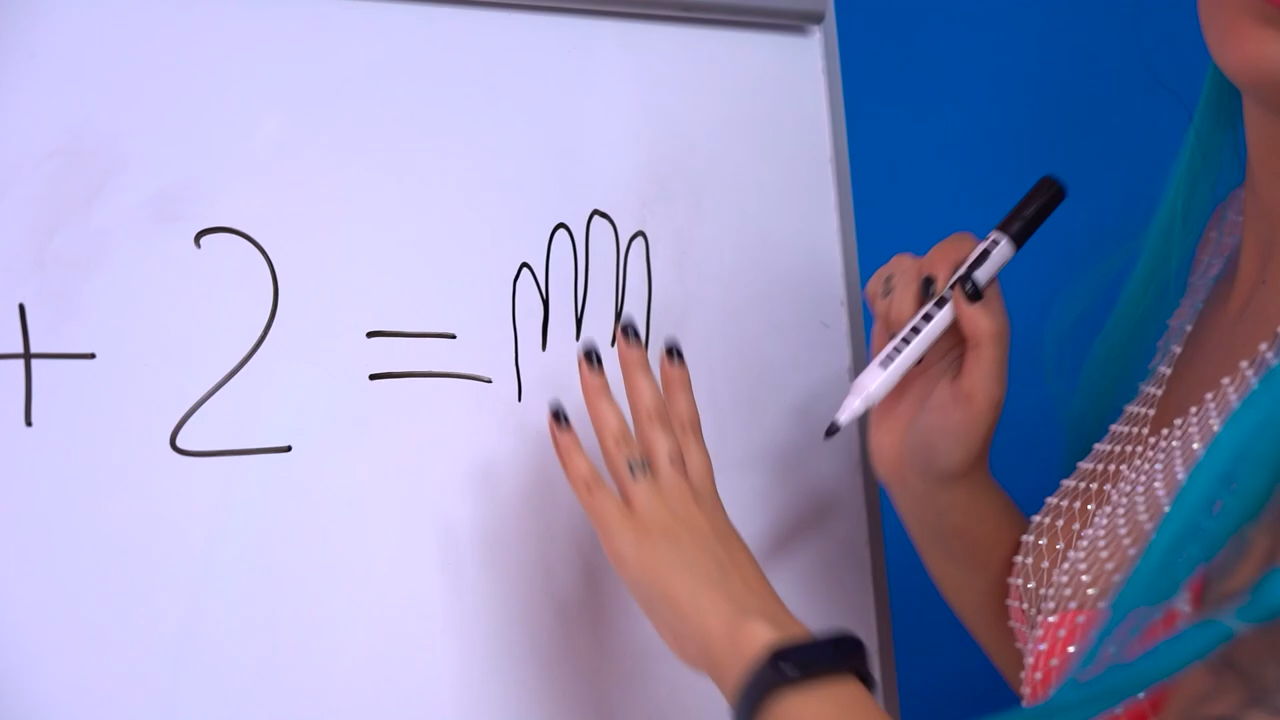 + 2 =